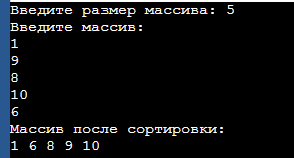 Введите размер массива: 5
Введите массив:
1
9
8
10
6
Массив после сортировки:
1 6 8 9 10